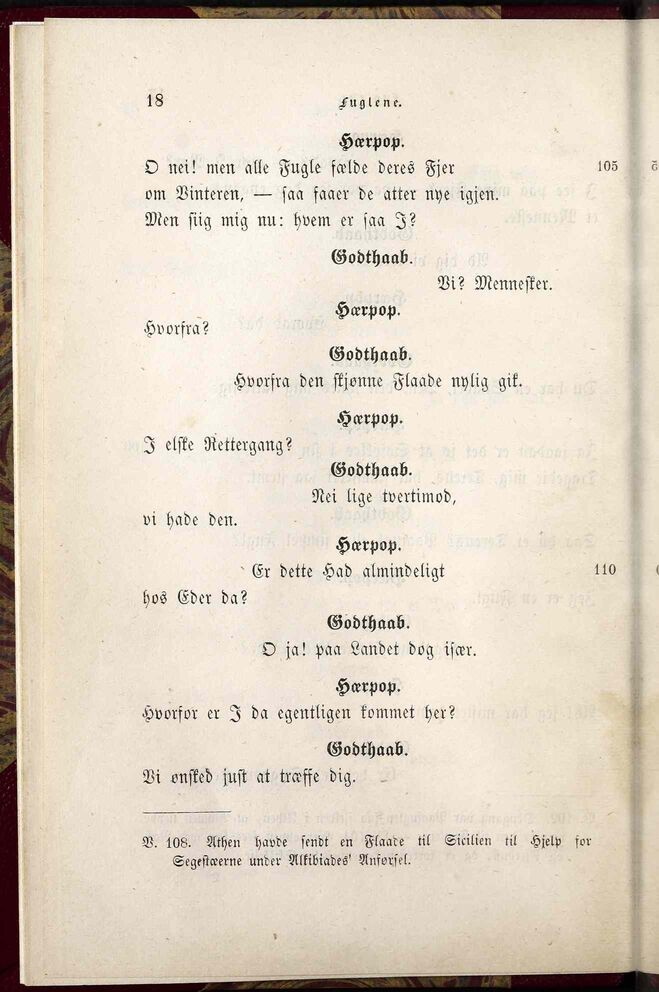 18 Fuglene.
Hærpop.
O nei! men alle Fugle fælde deres Fjer 105
om Vinteren, — saa faaer de atter nye igjen.
Men siig mig nu: hvem er saa I?
Godthaab.
Vi? Mennesker.
Hærpop.
Hvorfra?
Godthaab.
Hvorfra den skjønne Flaade nylig gik.
Hærpop.
I elske Rettergang?
Godthaab.
Nei lige tvertimod,
vi hade den.
Hærpop.
Er dette Had almindeligt 110
hos Eder da?
Godthaab.
O ja! paa Landet dog især.
Hærpop.
Hvorfor er I da egentligen kommet her?
Godthaab.
Vi ønsked just at træffe dig.
V. 108. Athen havde sendt en Flaade til Sicilien til Hjelp for
Segestæerne under Alkibiades' Anførsel.